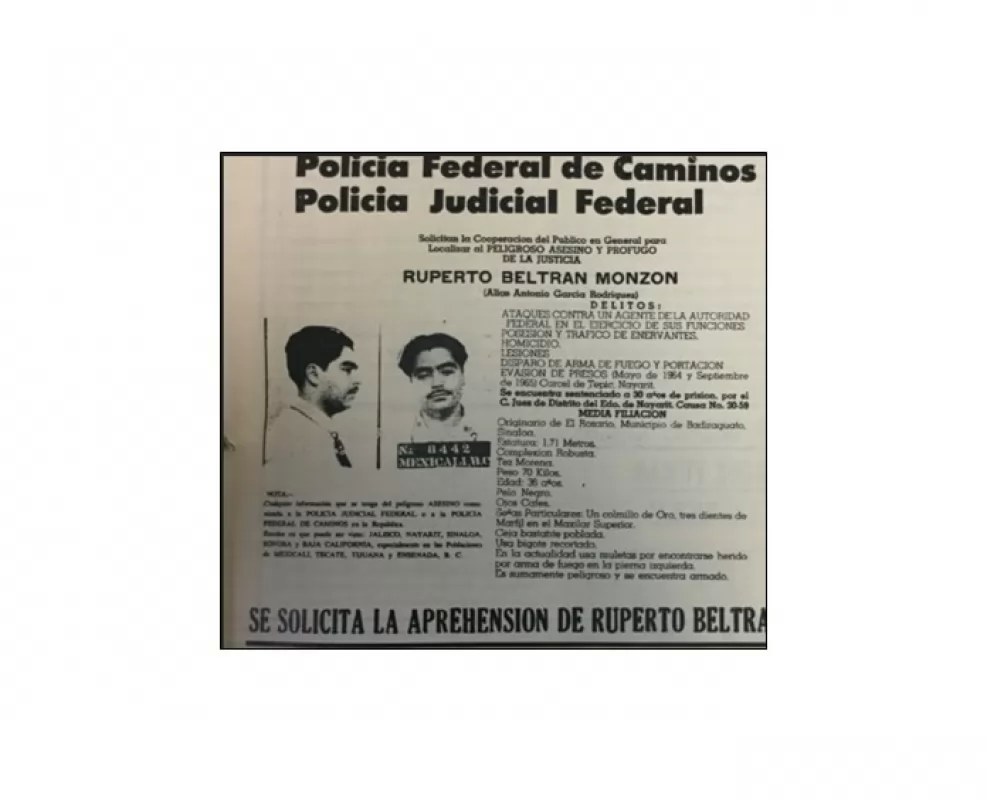 Policia Federal de Caminos
Policia Judicial Federal
Solicitan la Cooperacion del Publico en General para
Localizar al PELIGROSO ASESINO Y PROFUGO
DE LA JUSTICIA
RUPERTO BELTRAN MONZON
(Alias Antonio Garcia Rodriguez)
DELITOS:
ATAQUES CONTRA UN AGENTE DE LA AUTORIDAD
FEDERAL EN EL EJERCICIO DE SUS FUNCIONES
POSESION Y TRAFICO DE ENERVANTES.
HOMICIDIO.
LESIONES
DISPARO DE ARMA DE FUEGO Y PORTACION
EVASION DE PRESOS (Mayo de 1964 y Septiembre
de 1965) Carcel de Tepic, Nayarit.
Se encuentra sentenciado a 30 años de prision, por el
C. Juez de Distrito del Edo. de Nayarit. Causa No. 20-59
MEDIA FILIACION
Originario de El Rosario, Municipio de Badiraguato,
Sinaloa.
Estatura: 1.71 Metros.
Complexion Robusta.
Tez Morena.
Peso 70 Kilos.
Edad: 36 a*os.
Pelo Negro.
Ojos Cafes.
Se*as Particulares: Un colmillo de Oro, tres dientes de
Marfil en el Maxilar Superior.
Ceja bastante poblada.
Usa bigote recortado.
En la actualidad usa muletas por encontrarse herido
por arma de fuego en la pierna izquierda.
Es sumamente peligroso y se encuentra armado.
8442
MEXICALI, B.C.
NOTA.—
Cualquier informacion que se tenga del peligroso ASESINO
a la POLICIA JUDICIAL FEDERAL o a la POLICIA
FEDERAL DE CAMINOS en la Republica.
que puede ser visto: JALISCO, NAYARIT, SINALOA,
SONORA y BAJA CALIFORNIA, especialmente en las Poblaciones
de MEXICALI, TECATE, TIJUANA y ENSENADA, B. C.
SE SOLICITA LA APREHENSION DE RUPERTO BELTRA